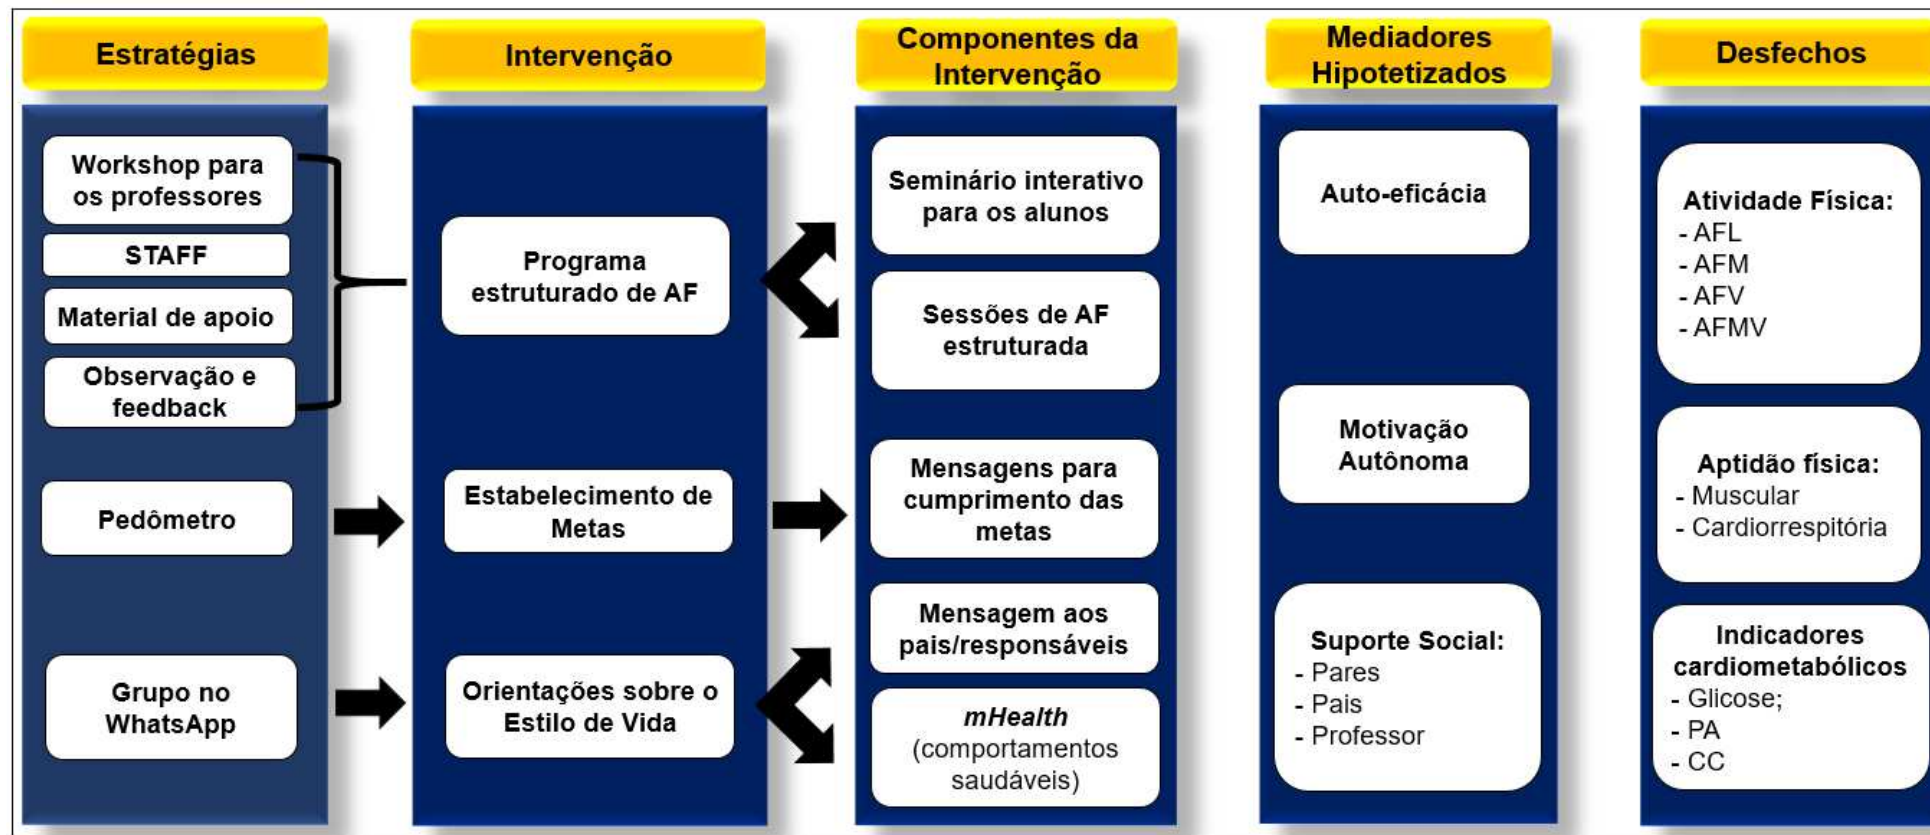 Estratégias
Workshop para
os professores
STAFF
Material de apoio
Observação e
feedback
Pedômetro
Grupo no
WhatsApp
Intervenção
Programa
estruturado de AF
Estabelecimento de
Metas
Orientações sobre o
Estilo de Vida
Componentes da
Intervenção
Seminário interativo
para os alunos
Sessões de AF
estruturada
Mensagens para
cumprimento das
metas
Mensagem aos
pais/responsáveis
mHealth
(comportamentos
saudáveis)
Mediadores
Hipotetizados
Auto-eficácia
Motivação
Autônoma
Suporte Social:
- Pares
- Pais
- Professor
Desfechos
Atividade Física:
- AFL
- AFM
- AFV
- AFMV
Aptidão física:
- Muscular
- Cardiorrespitória
Indicadores
cardiometabólicos
- Glicose;
- PA
- CC